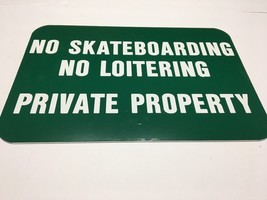 NO SKATEBOARDING
NO LOITERING
PRIVATE PROPERTY